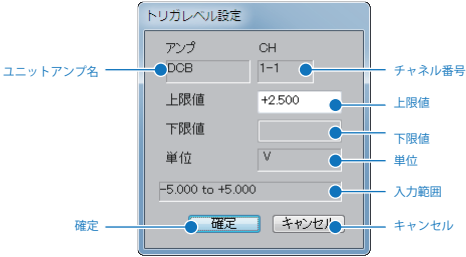 トリガレベル設定
アンプ CH
ユニットアンプ名 DCB 1-1 チャネル番号
上限値 +2.500 上限値
下限値 下限値
単位 V 単位
-5.000 to +5.000 入力範囲
確定 確定 キャンセル キャンセル